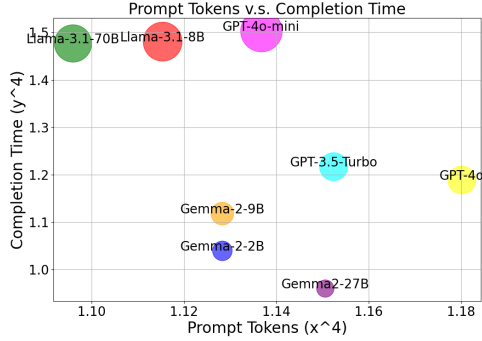 Prompt Tokens v.s. Completion Time
Completion Time (y^4)
1.5
1.4
1.3
1.2
1.1
1.0
Llama-3.1-70B
Llama-3.1-8B
GPT-4o-mini
GPT-3.5-Turbo
GPT-4o
Gemma-2-9B
Gemma-2-2B
Gemma2-27B
1.10 1.12 1.14 1.16 1.18
Prompt Tokens (x^4)